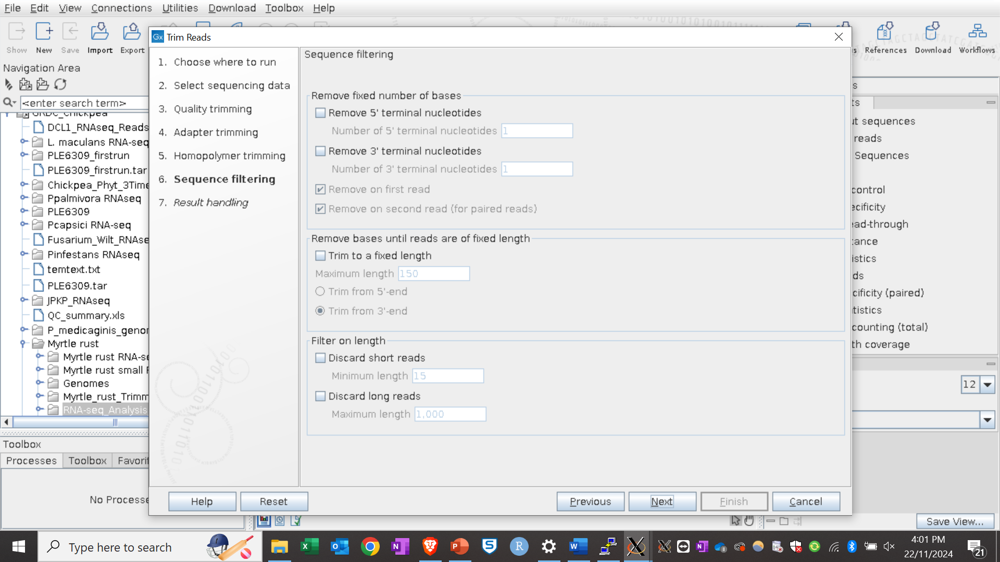 File Edit View Connections Utilities Download Toolbox Help
Show New Save Import Export
References Download Workflows
Gx Trim Reads
Navigation Area
<enter search term>
GRDC_chickpea
DCL1_RNAseq_Reads
L. maculans RNA-seq
PLE6309_firstrun
PLE6309_firstrun.tar
Chickpea_Phyt_3Time
Ppalmivora RNAseq
PLE6309
Pcapsici RNA-seq
Fusarium_Wilt_RNAse
Pinfestans RNAseq
temtext.txt
PLE6309.tar
JPKP_RNAseq
QC_summary.xls
P_medicaginis_genor
Myrtle rust
Myrtle rust RNA-se
Myrtle rust small
Genomes
Myrtle_rust_Trimm
RNA-seq_Analysis
Toolbox
Processes Toolbox Favorit
No Processe
1. Choose where to run
2. Select sequencing data
3. Quality trimming
4. Adapter trimming
5. Homopolymer trimming
6. Sequence filtering
7. Result handling
Sequence filtering
Remove fixed number of bases
Remove 5' terminal nucleotides
Number of 5' terminal nucleotides 1
Remove 3' terminal nucleotides
Number of 3' terminal nucleotides 1
Remove on first read
Remove on second read (for paired reads)
Remove bases until reads are of fixed length
Trim to a fixed length
Maximum length 150
Trim from 5'-end
Trim from 3'-end
Filter on length
Discard short reads
Minimum length 15
Discard long reads
Maximum length 1,000
Help Reset Previous Next Finish Cancel
s
ts
ut sequences
reads
Sequences
control
ecificity
ead-through
tance
istics
ds
cificity (paired)
tistics
counting (total)
th coverage
12
Save View...
Type here to search
4:01 PM
22/11/2024
21